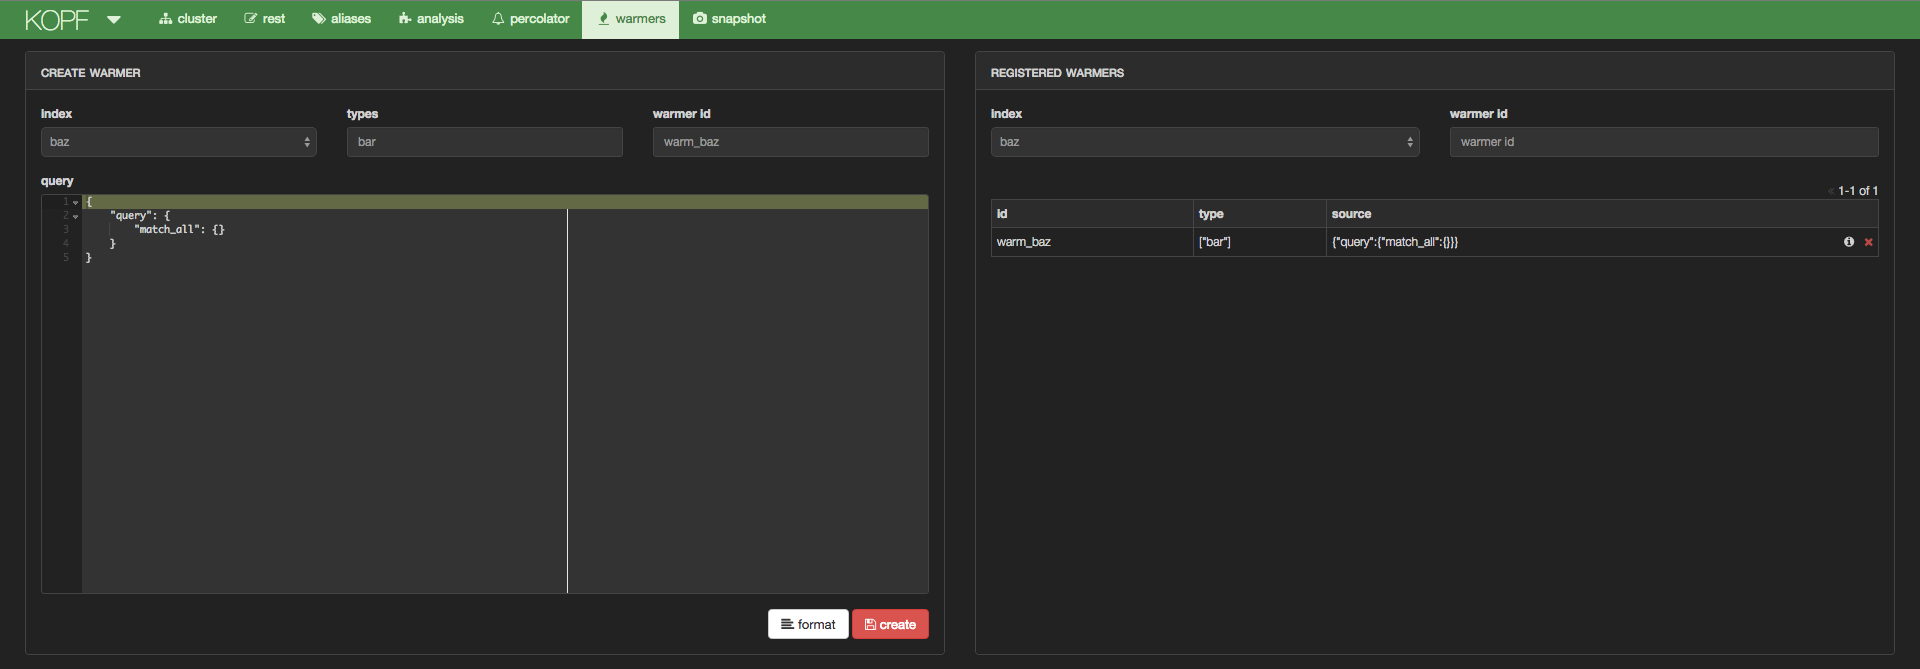 KOPF cluster rest aliases analysis percolator warmers snapshot
CREATE WARMER
index types warmer id
baz bar warm_baz
query
1 {
2 "query": {
3 "match_all": {}
4 }
5 }
format create
REGISTERED WARMERS
index warmer id
baz warmer id
« 1-1 of 1
id type source
warm_baz ["bar"] {"query":{"match_all":{}}}